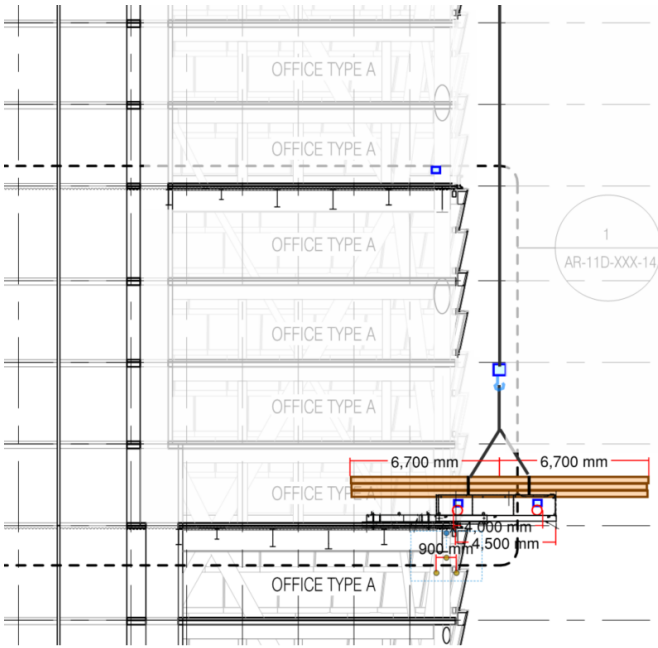 OFFICE TYPE A
OFFICE TYPE A
1
AR-11D-XXX-14
OFFICE TYPE A
OFFICE TYPE A
OFFICE TYPE A
6,700 mm
6,700 mm
OFFICE TYPE A
4,000 mm
4,500 mm
900 mm
OFFICE TYPE A